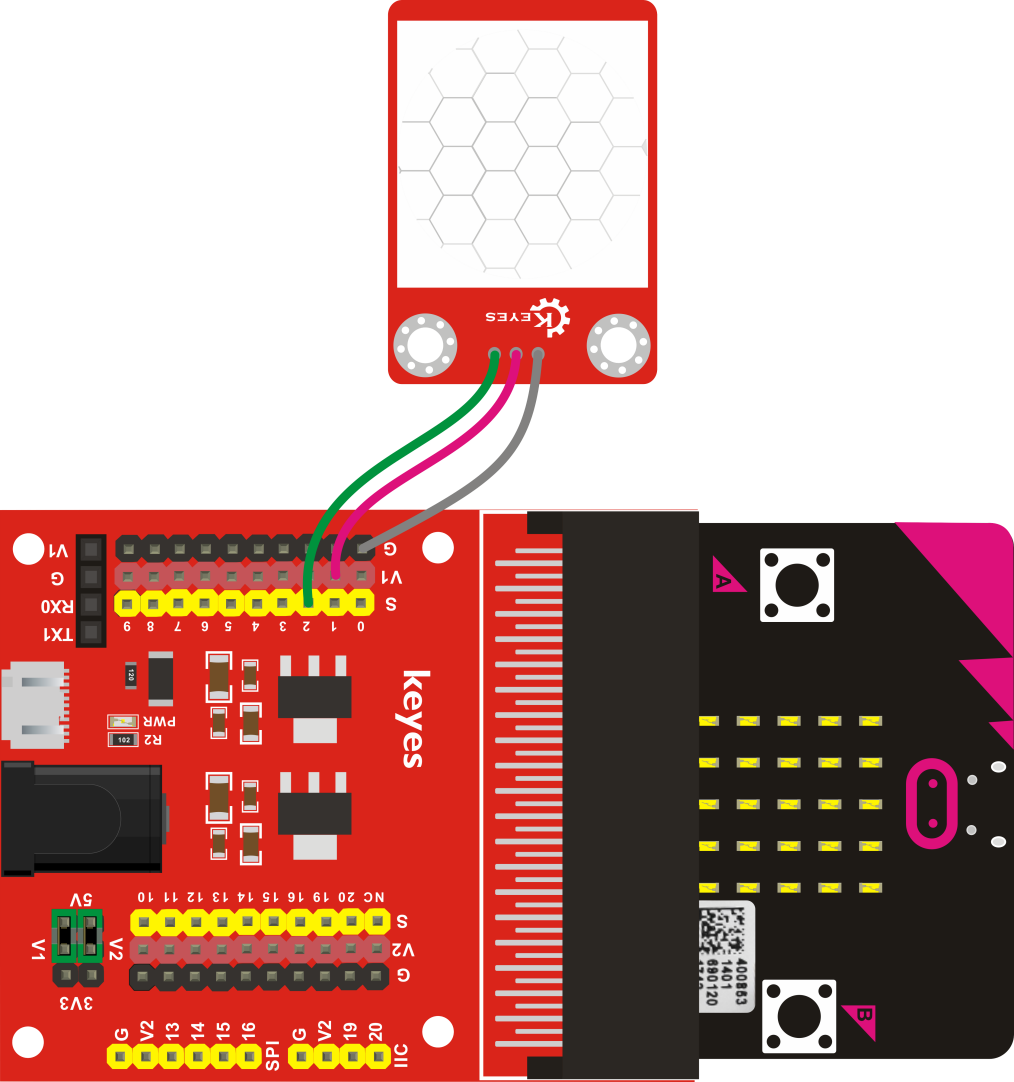 KEYES
V1
G
RX0
TX1
G
V1
S
9 8 7 6 5 4 3 2 1 0
A
keyes
120
PWR
102
R2
5V
10 11 12 13 14 15 16 19 20 NC
S
V2
G
V1
V2
3V3
G V2 13 14 15 16 SPI
G V2 19 20 IIC
400863
1401
690120
B